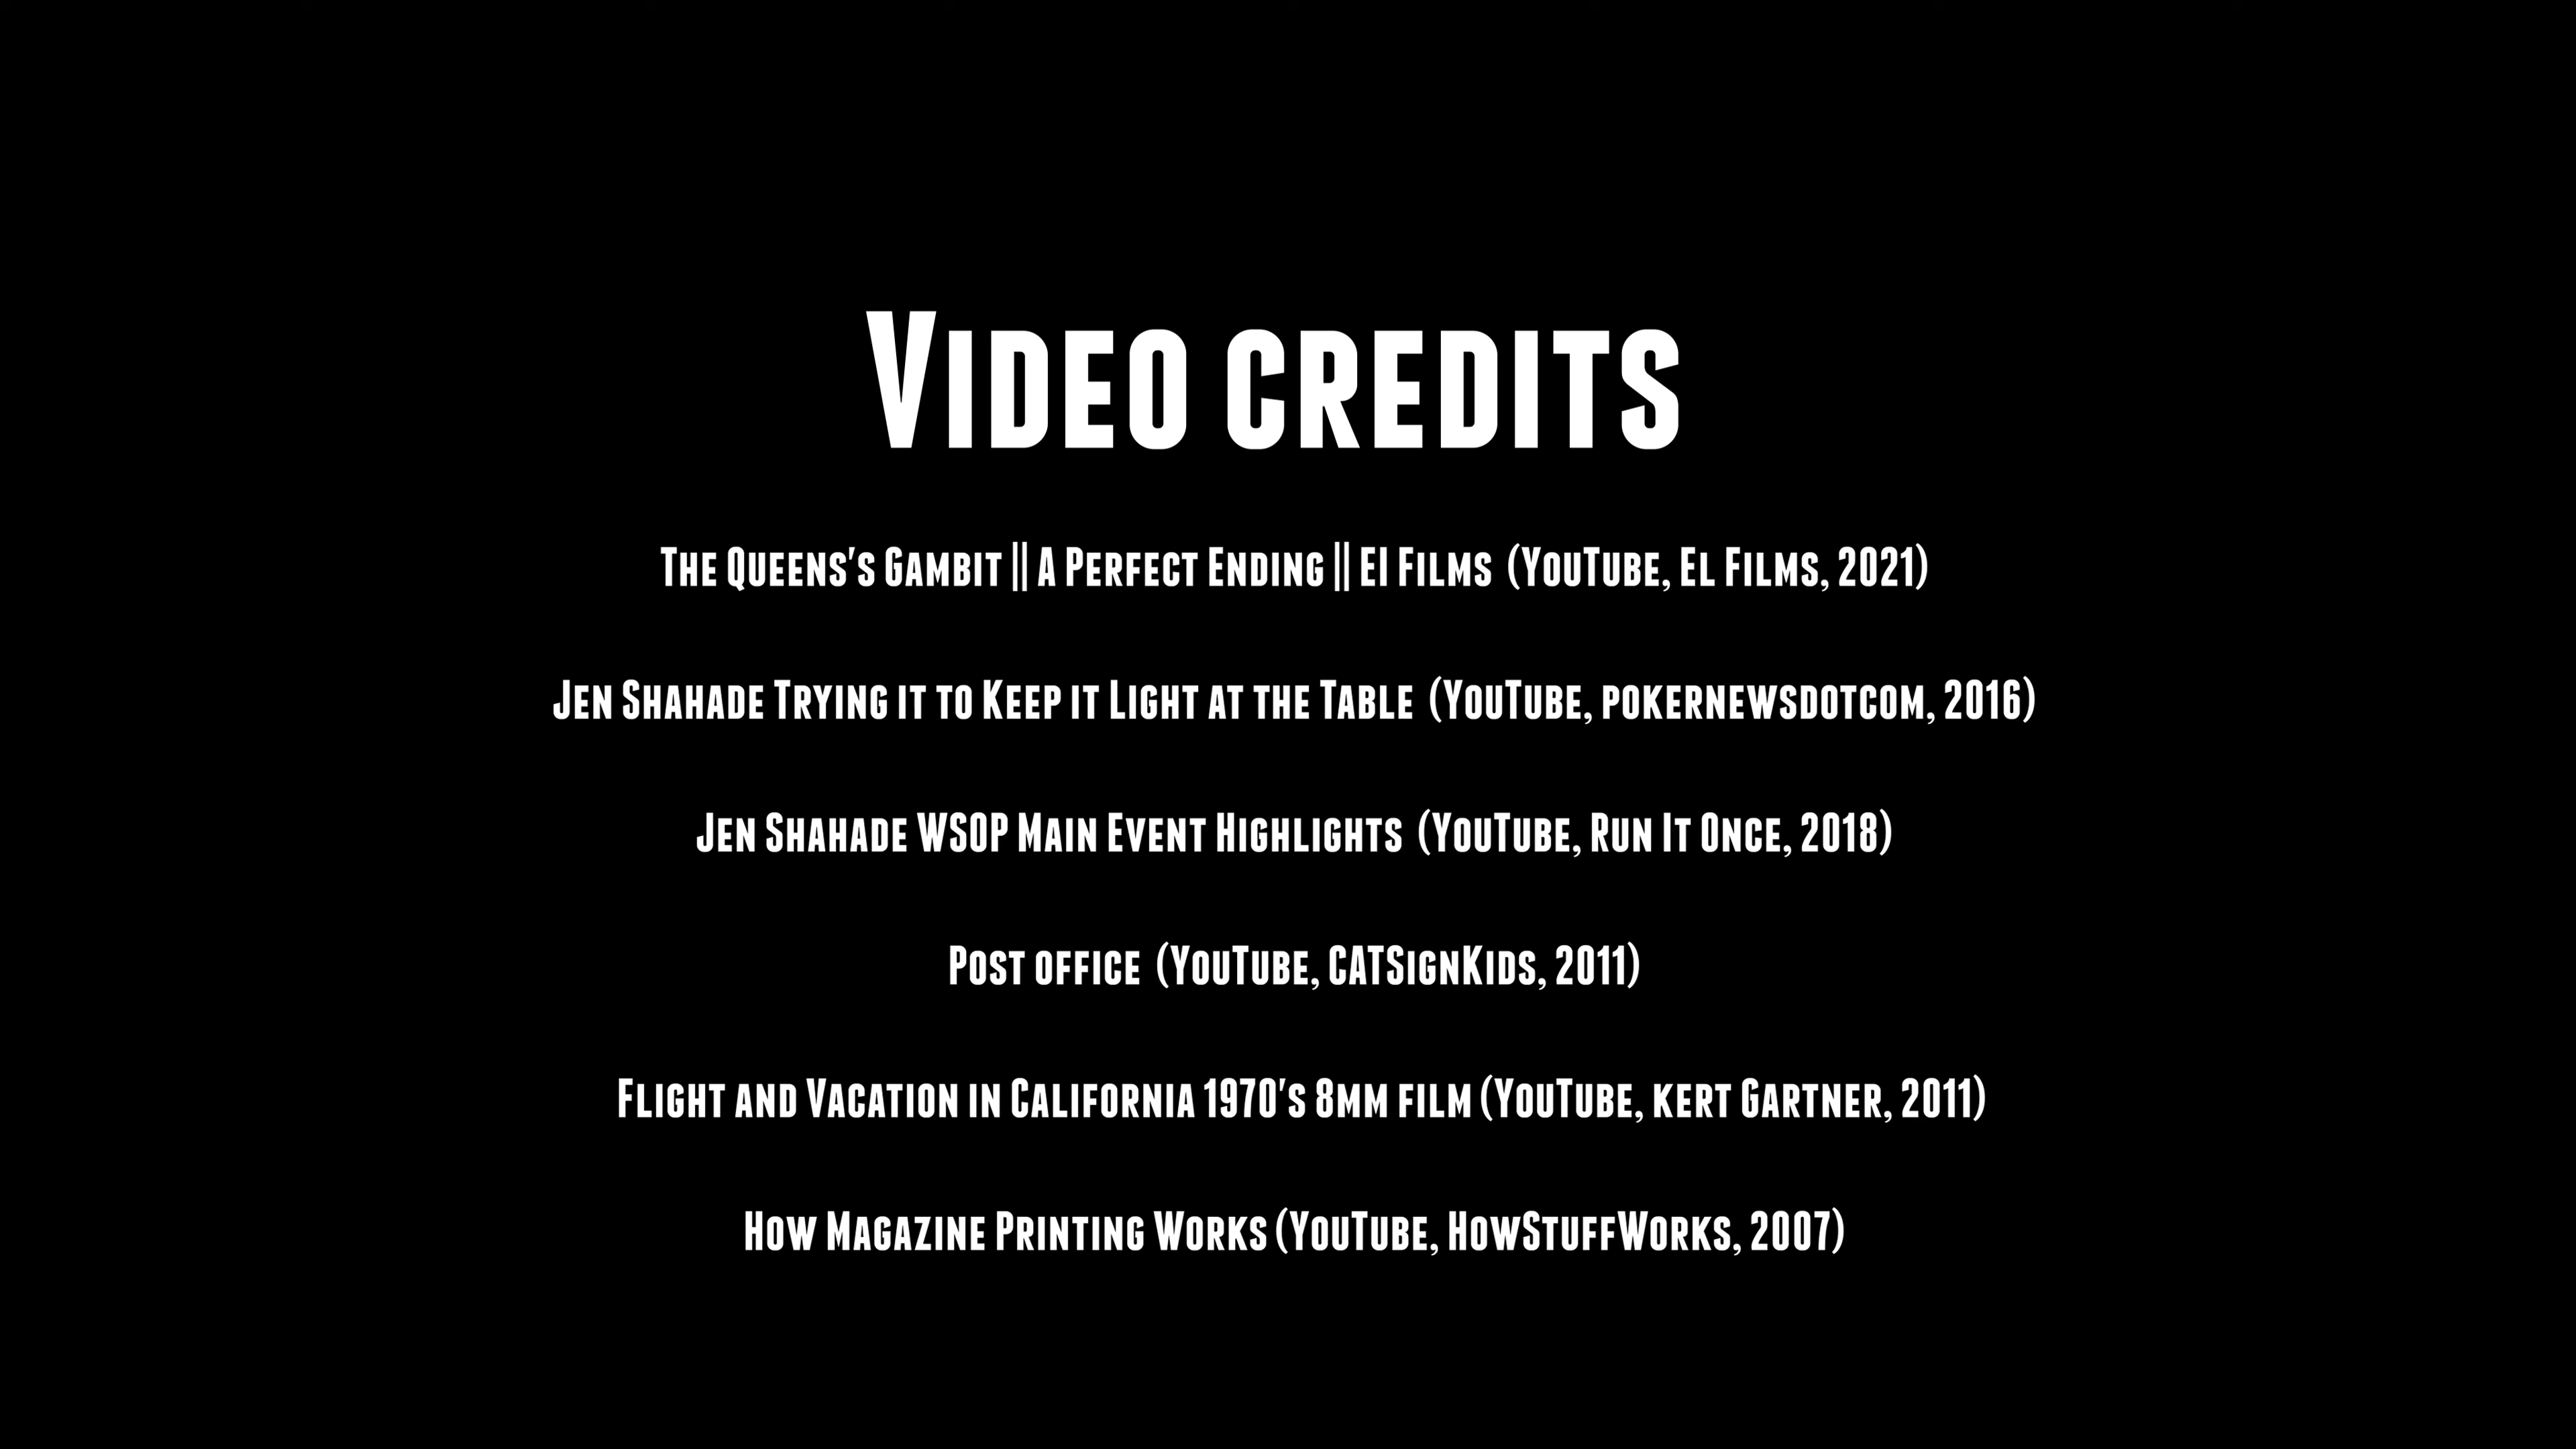 Video credits
The Queens's Gambit || A Perfect Ending || EI Films (YouTube, El Films, 2021)
Jen Shahade Trying it to Keep it Light at the Table (YouTube, pokernewsdotcom, 2016)
Jen Shahade WSOP Main Event Highlights (YouTube, Run It Once, 2018)
Post office (YouTube, CATSignKids, 2011)
Flight and Vacation in California 1970's 8mm film (YouTube, kert Gartner, 2011)
How Magazine Printing Works (YouTube, HowStuffWorks, 2007)